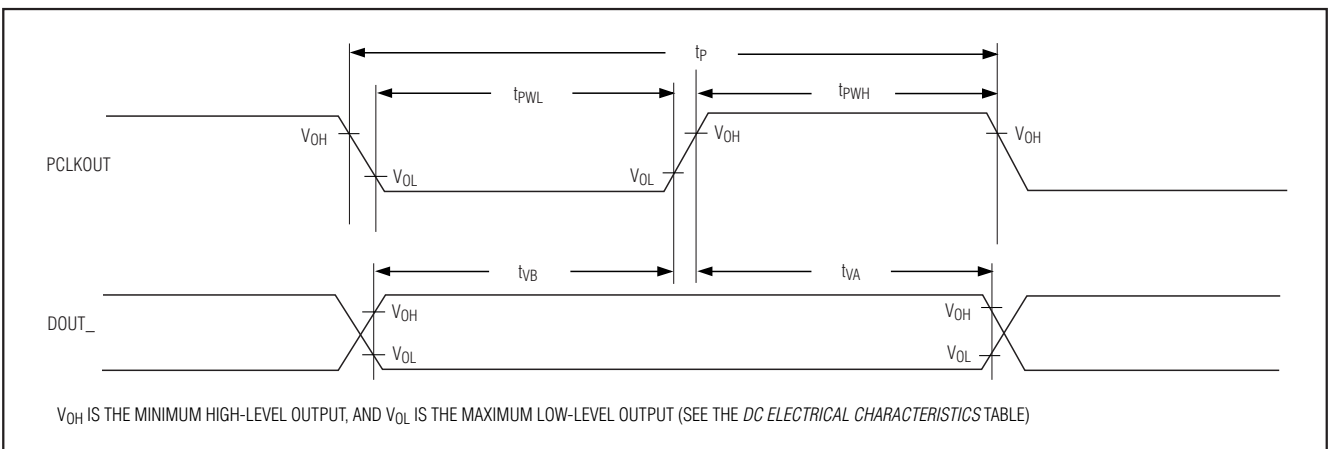 tP
tPWL
tPWH
VOH
VOH
VOH
PCLKOUT
VOL
VOL
tVB
tVA
DOUT_
VOH
VOH
VOL
VOL
VOH IS THE MINIMUM HIGH-LEVEL OUTPUT, AND VOL IS THE MAXIMUM LOW-LEVEL OUTPUT (SEE THE DC ELECTRICAL CHARACTERISTICS TABLE)